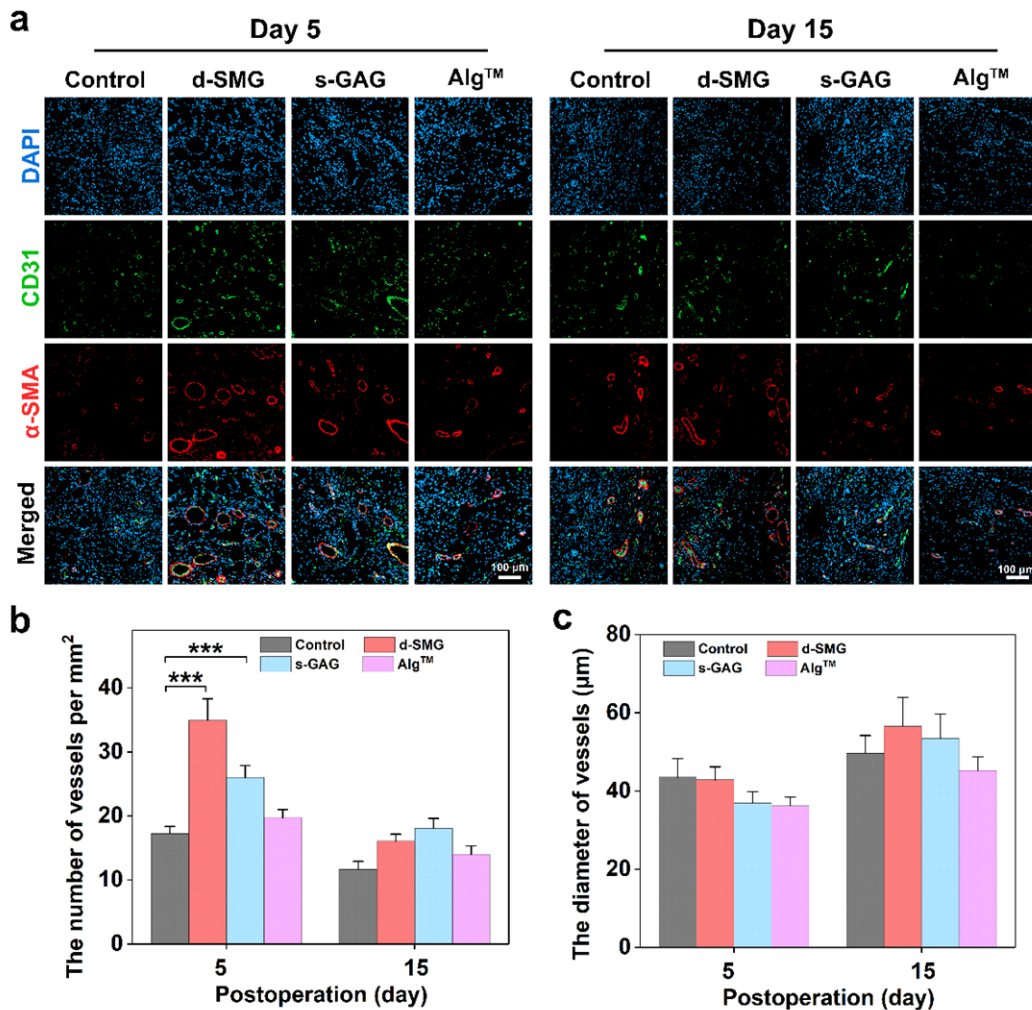 a
Day 5
Day 15
Control d-SMG s-GAG Alg™
Control d-SMG s-GAG Alg™
DAPI
CD31
α-SMA
Merged
100 μm
100 μm
b
The number of vessels per mm²
40
30
20
10
0
Control d-SMG
s-GAG Alg™
***
***
5 15
Postoperation (day)
c
The diameter of vessels (μm)
80
60
40
20
0
Control d-SMG
s-GAG Alg™
5 15
Postoperation (day)